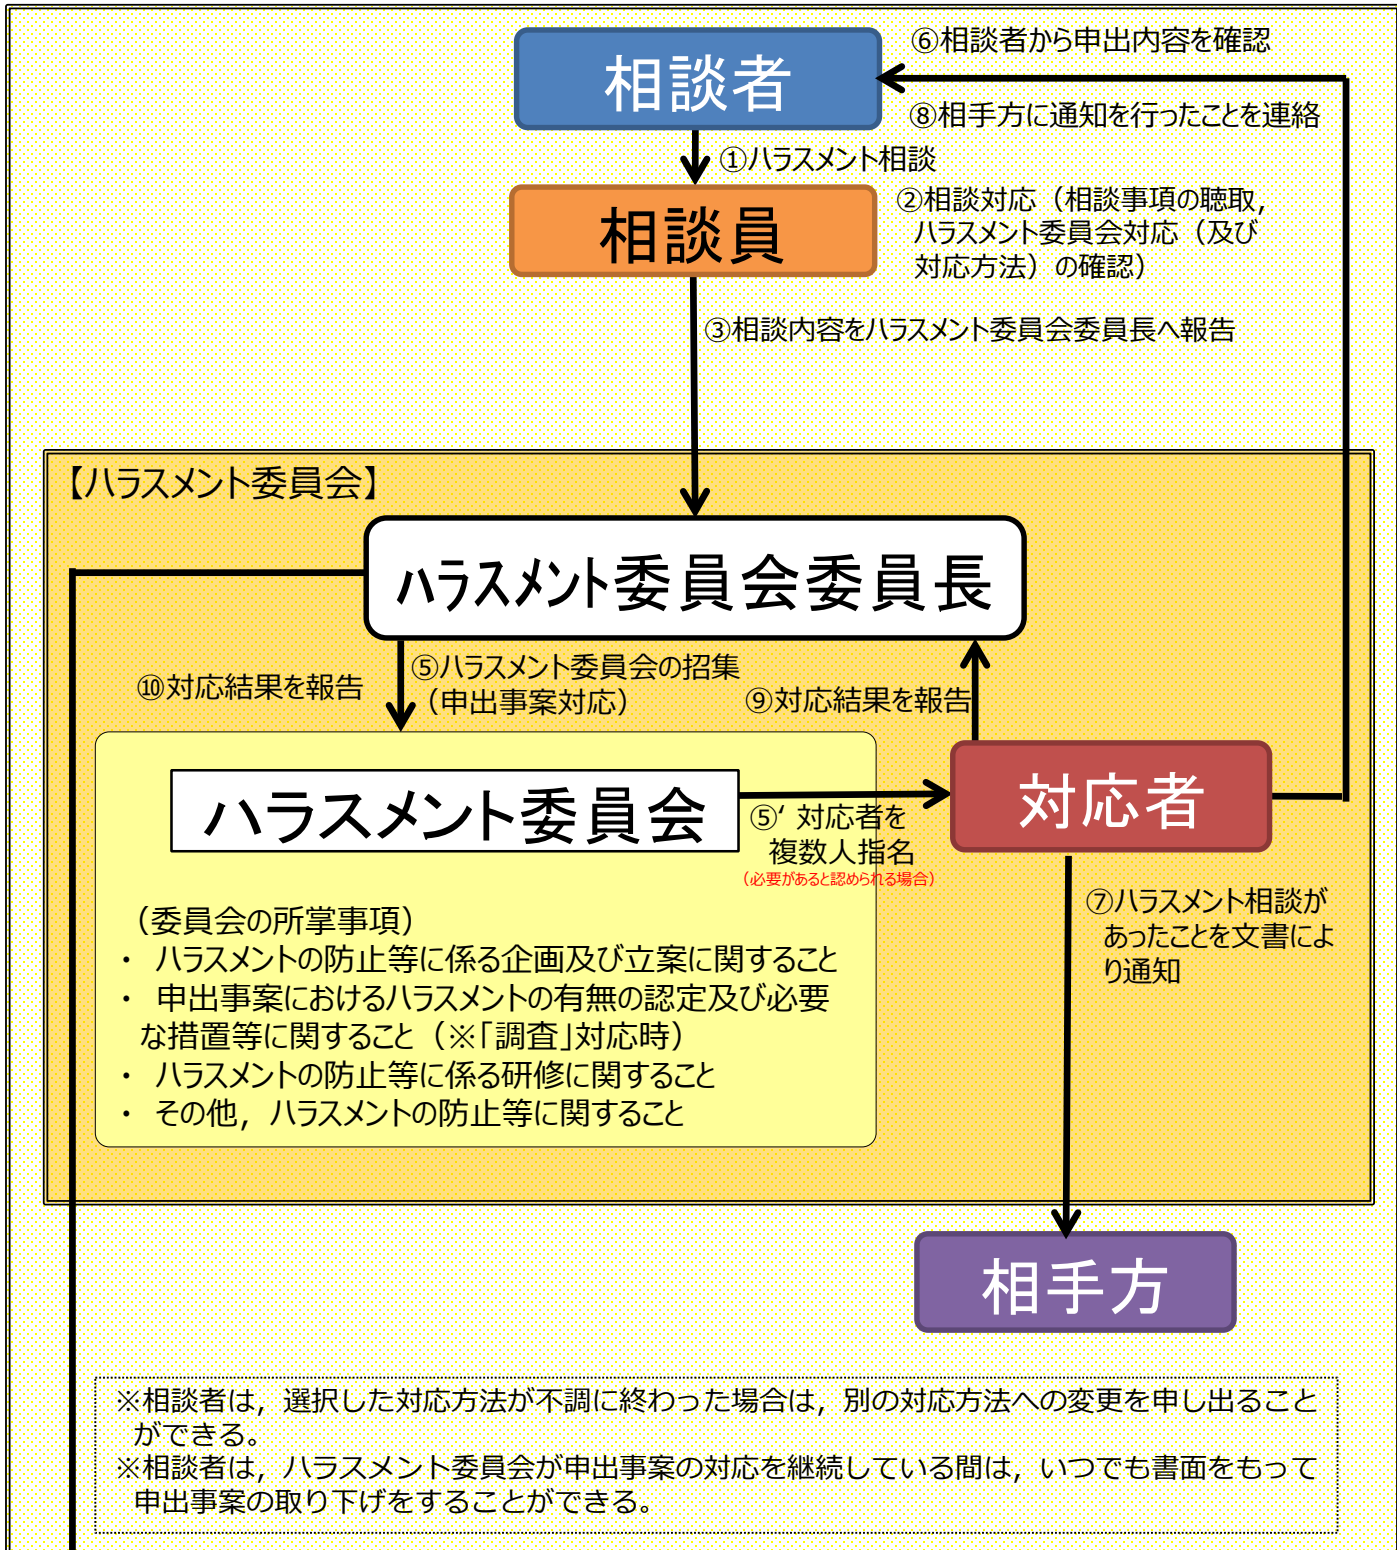 相談者
⑥相談者から申出内容を確認
⑧相手方に通知を行ったことを連絡
①ハラスメント相談
相談員
②相談対応（相談事項の聴取，
ハラスメント委員会対応（及び
対応方法）の確認）
③相談内容をハラスメント委員会委員長へ報告
【ハラスメント委員会】
ハラスメント委員会委員長
⑩対応結果を報告
⑤ハラスメント委員会の招集
（申出事案対応）
⑨対応結果を報告
ハラスメント委員会
⑤‘ 対応者を
複数人指名
（必要があると認められる場合）
対応者
（委員会の所掌事項）
・ ハラスメントの防止等に係る企画及び立案に関すること
・ 申出事案におけるハラスメントの有無の認定及び必要
な措置等に関すること（※「調査」対応時）
・ ハラスメントの防止等に係る研修に関すること
・ その他，ハラスメントの防止等に関すること
⑦ハラスメント相談が
あったことを文書によ
り通知
相手方
※相談者は，選択した対応方法が不調に終わった場合は，別の対応方法への変更を申し出ること
ができる。
※相談者は，ハラスメント委員会が申出事案の対応を継続している間は，いつでも書面をもって
申出事案の取り下げをすることができる。